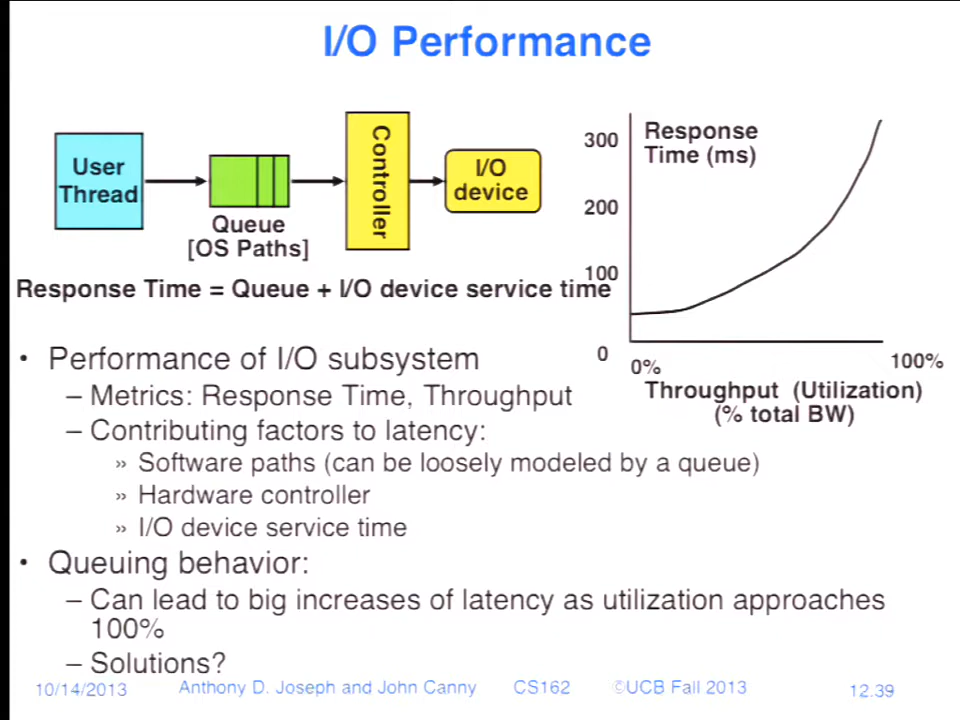 I/O Performance
User
Thread
Queue
[OS Paths]
Controller
I/O
device
Response Time = Queue + I/O device service time
300
200
100
0
Response
Time (ms)
0%
100%
Throughput (Utilization)
(% total BW)
• Performance of I/O subsystem
– Metrics: Response Time, Throughput
– Contributing factors to latency:
» Software paths (can be loosely modeled by a queue)
» Hardware controller
» I/O device service time
• Queuing behavior:
– Can lead to big increases of latency as utilization approaches
100%
– Solutions?
10/14/2013 Anthony D. Joseph and John Canny CS162 ©UCB Fall 2013 12.39